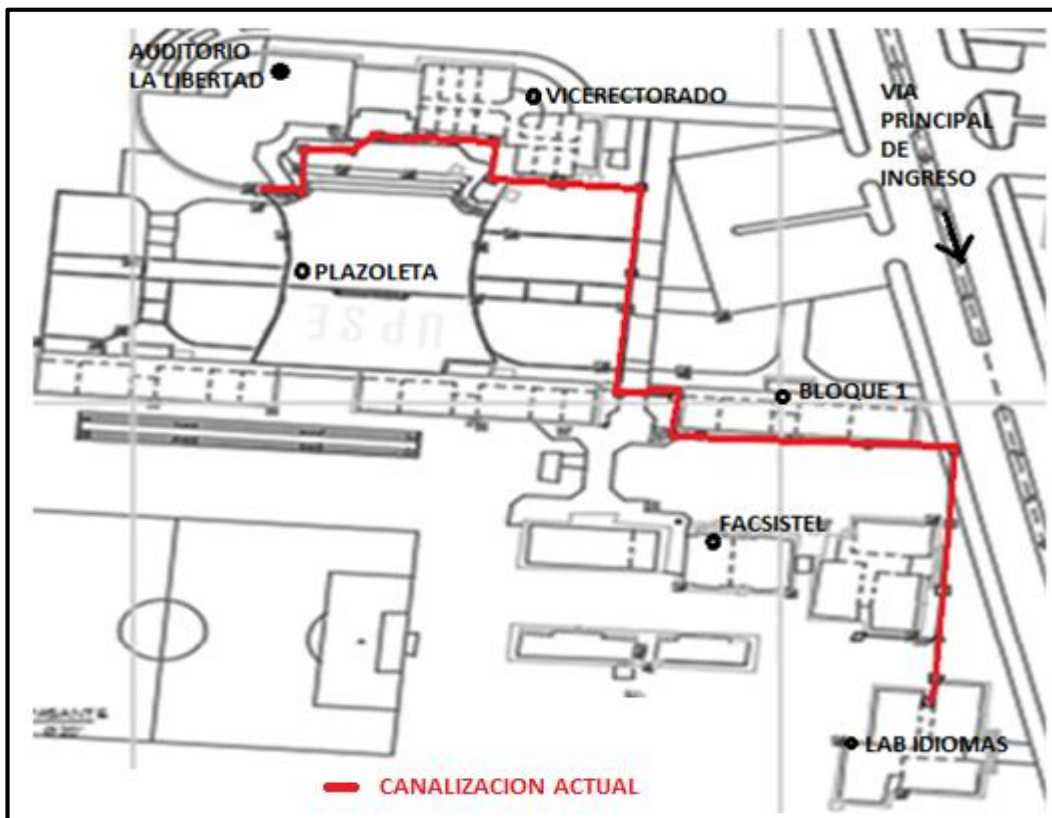 AUDITORIO
LA LIBERTAD
VICERECTORADO
VIA
PRINCIPAL
DE
INGRESO
PLAZOLETA
UPSE
BLOQUE 1
FACSISTEL
LAB IDIOMAS
CANALIZACION ACTUAL